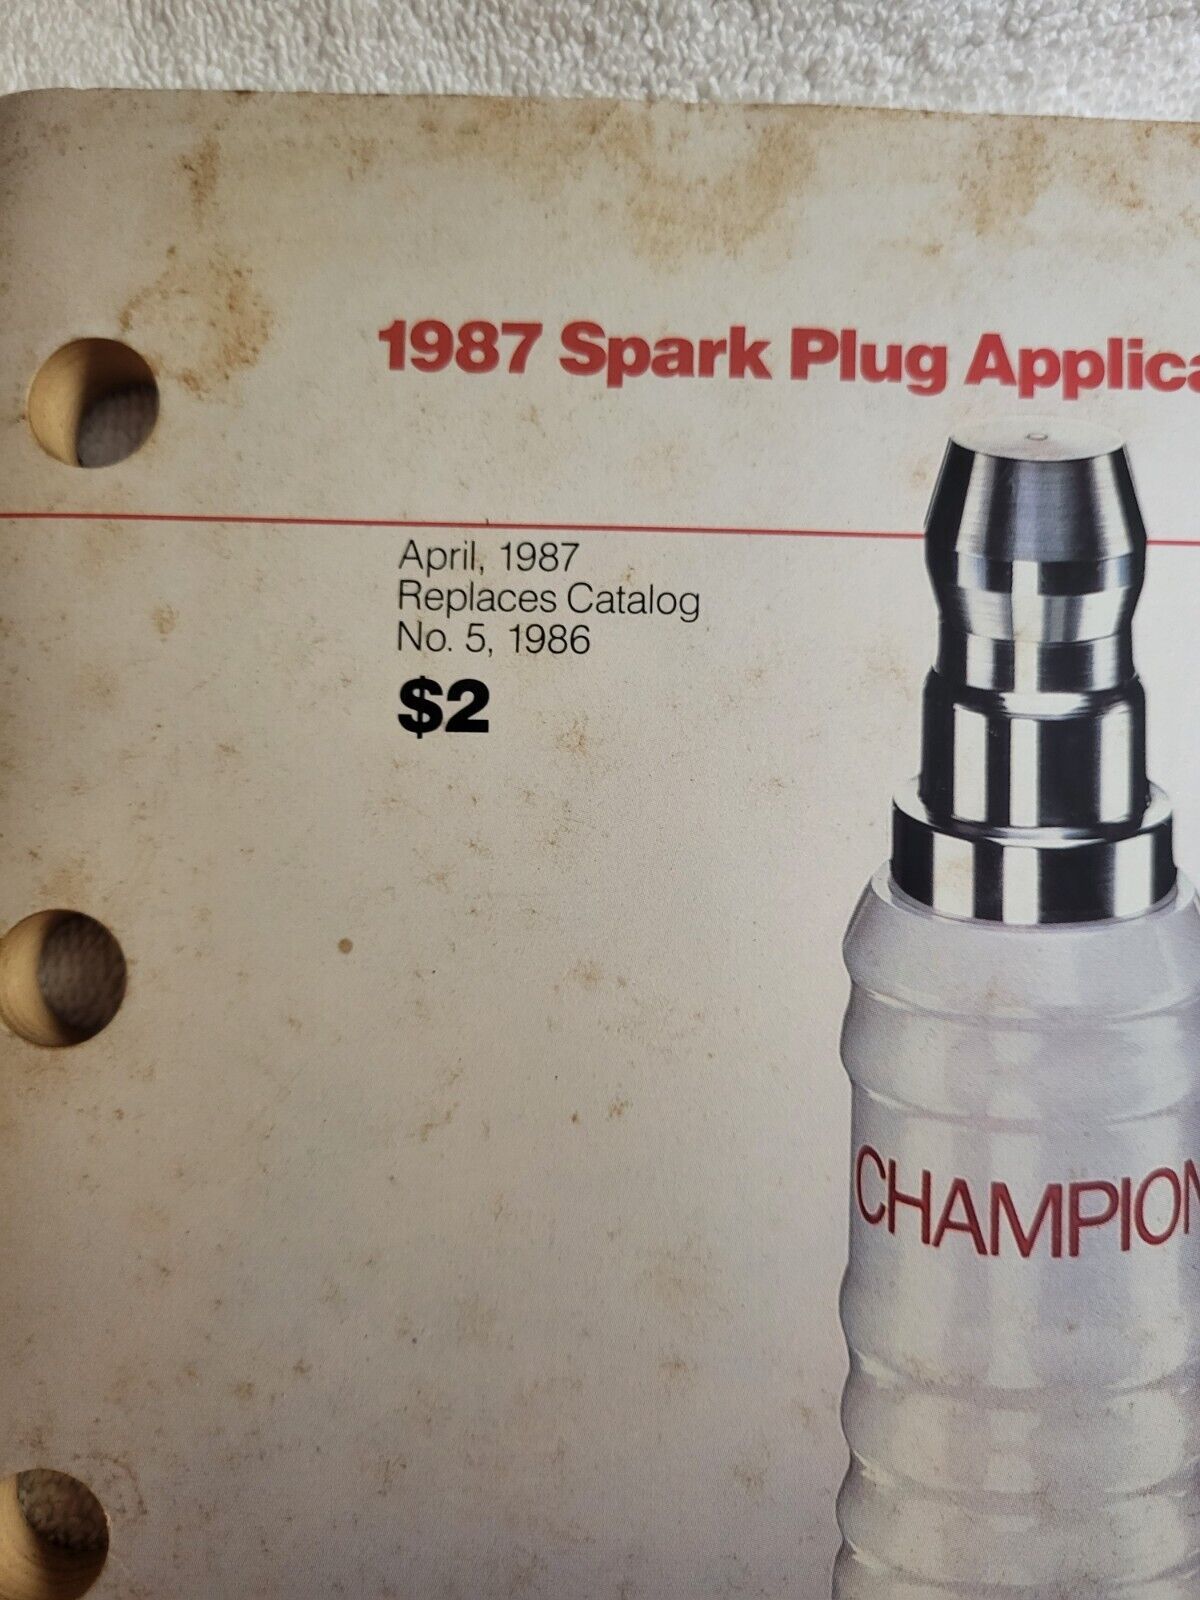 1987 Spark Plug Applica
April, 1987
Replaces Catalog
No. 5, 1986
$2
CHAMPION